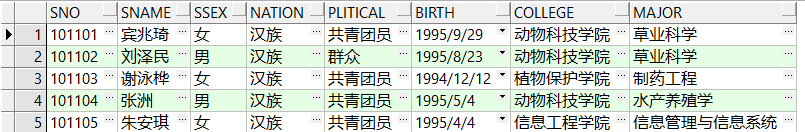 SNO SNAME SSEX NATION PLITICAL BIRTH COLLEGE MAJOR
1 101101 宾兆琦 女 汉族 共青团员 1995/9/29 动物科技学院 草业科学
2 101102 刘泽民 男 汉族 群众 1995/8/23 动物科技学院 草业科学
3 101103 谢泳桦 女 汉族 共青团员 1994/12/12 植物保护学院 制药工程
4 101104 张洲 男 汉族 共青团员 1995/5/4 动物科技学院 水产养殖学
5 101105 朱安琪 女 汉族 共青团员 1995/4/4 信息工程学院 信息管理与信息系统